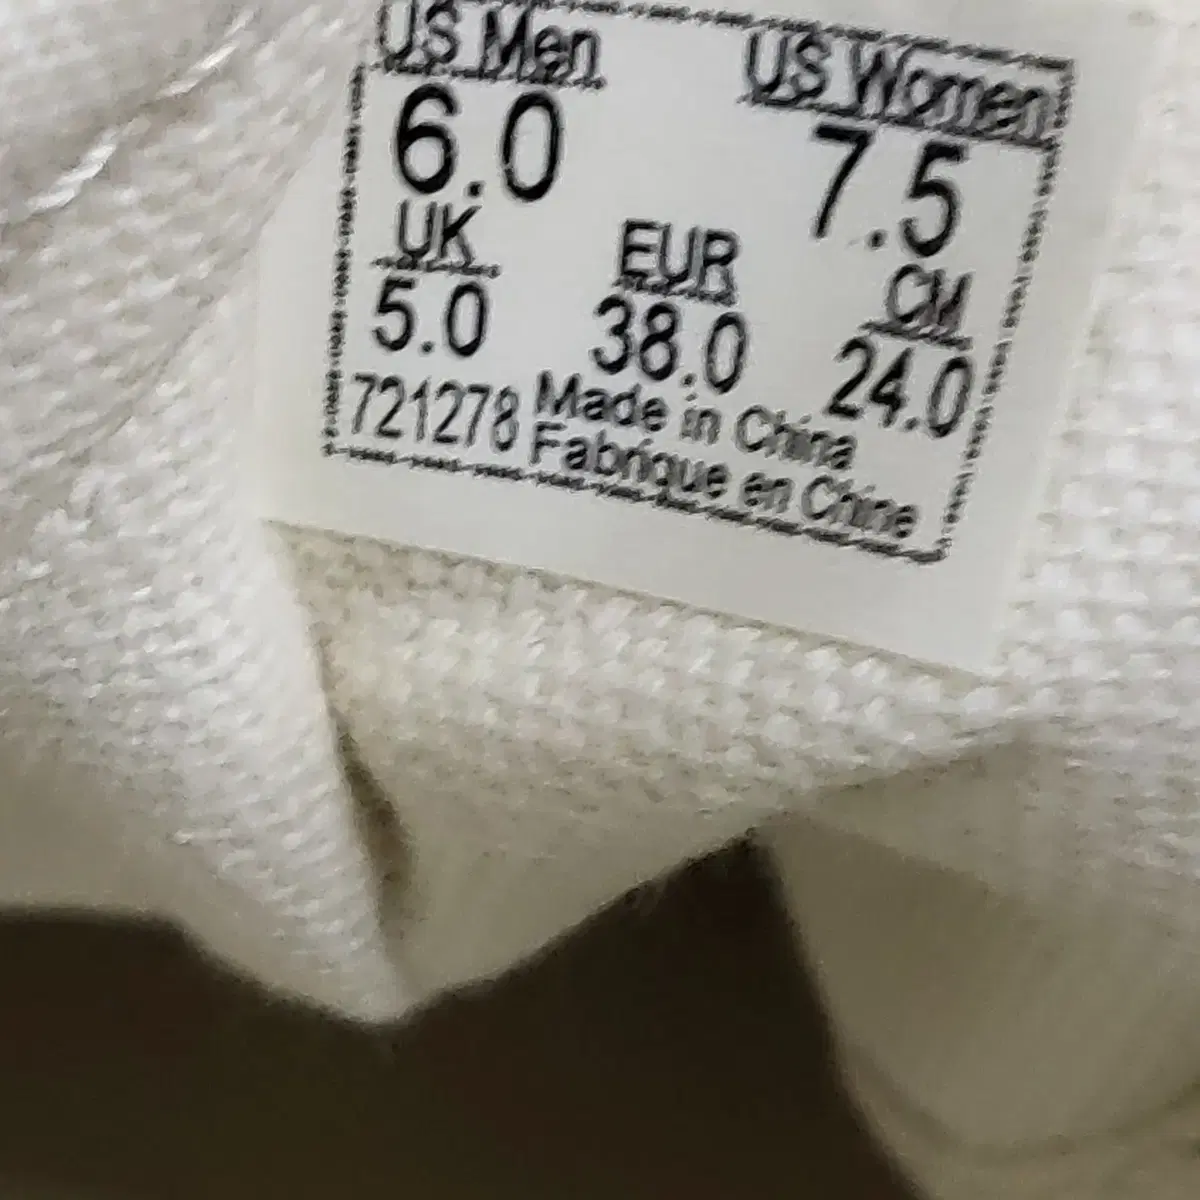 US Men US Women
6.0 7.5
UK EUR CM
5.0 38.0 24.0
721278 Made in China
Fabrique en Chine